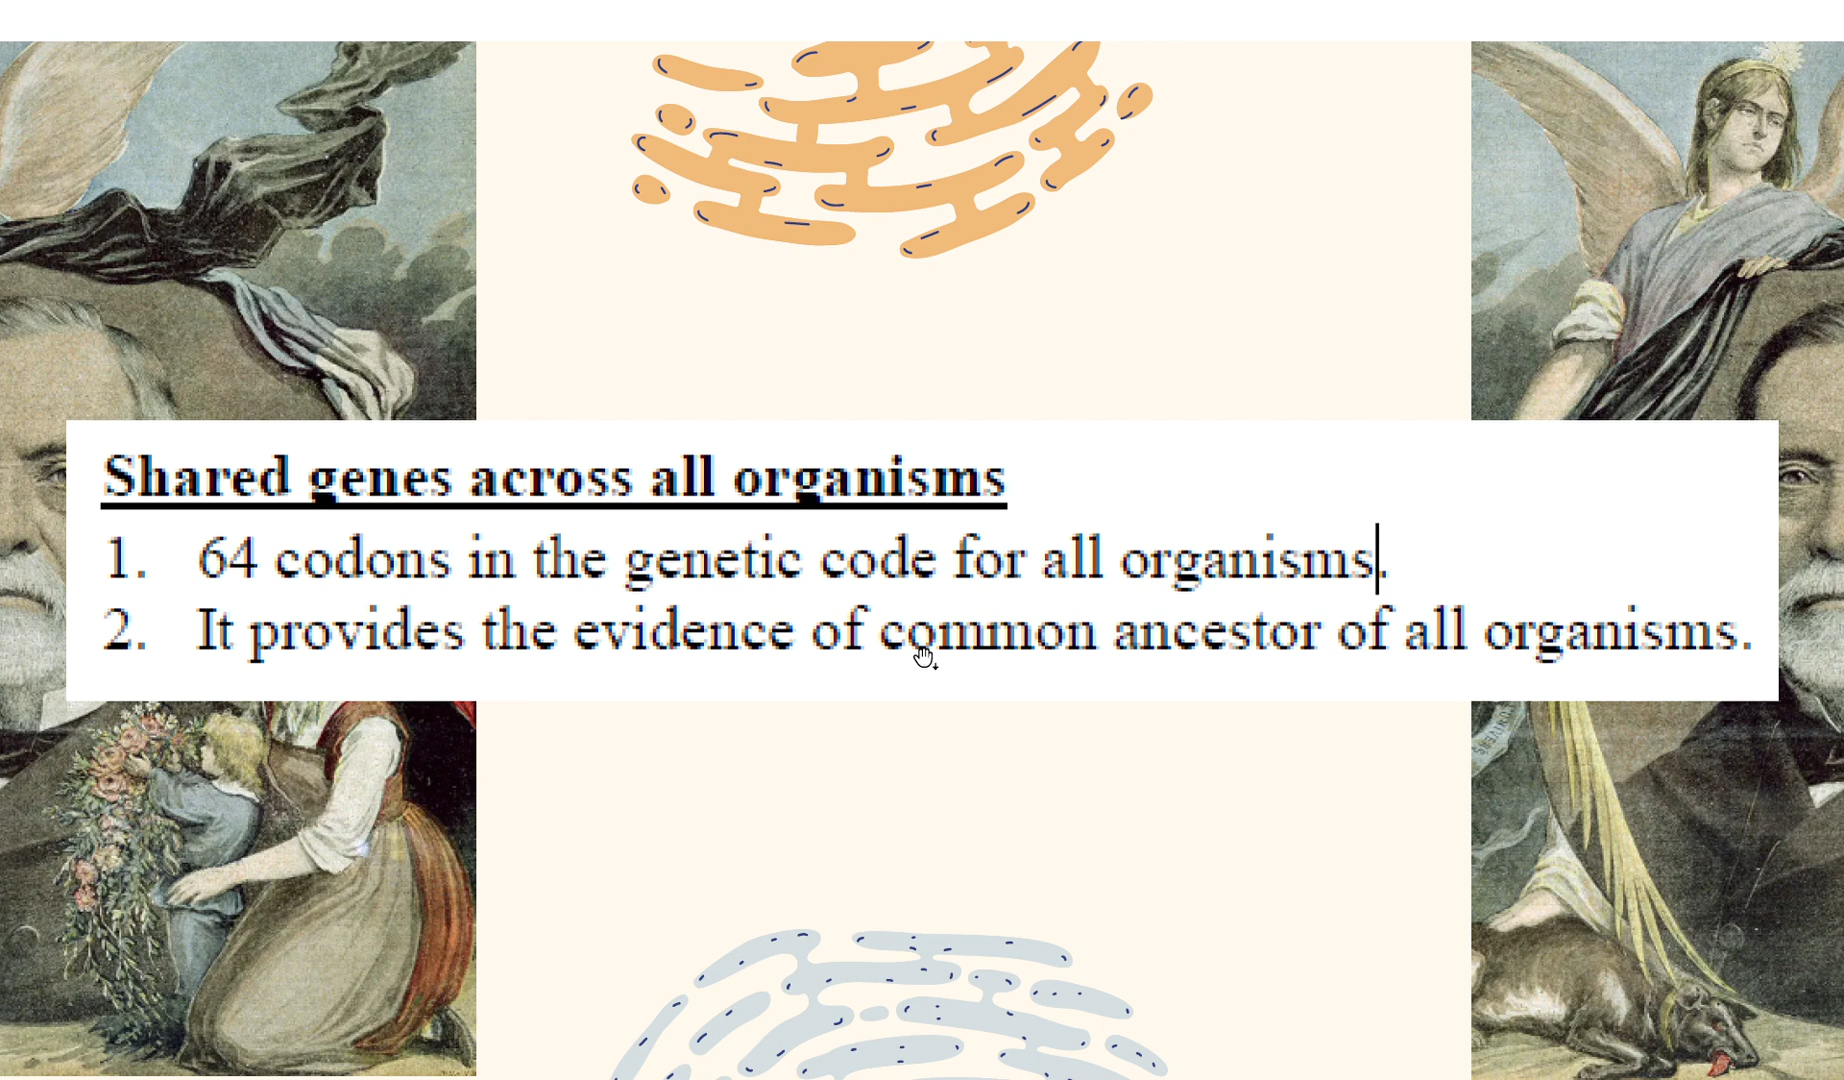 Shared genes across all organisms
1. 64 codons in the genetic code for all organisms.
2. It provides the evidence of common ancestor of all organisms.